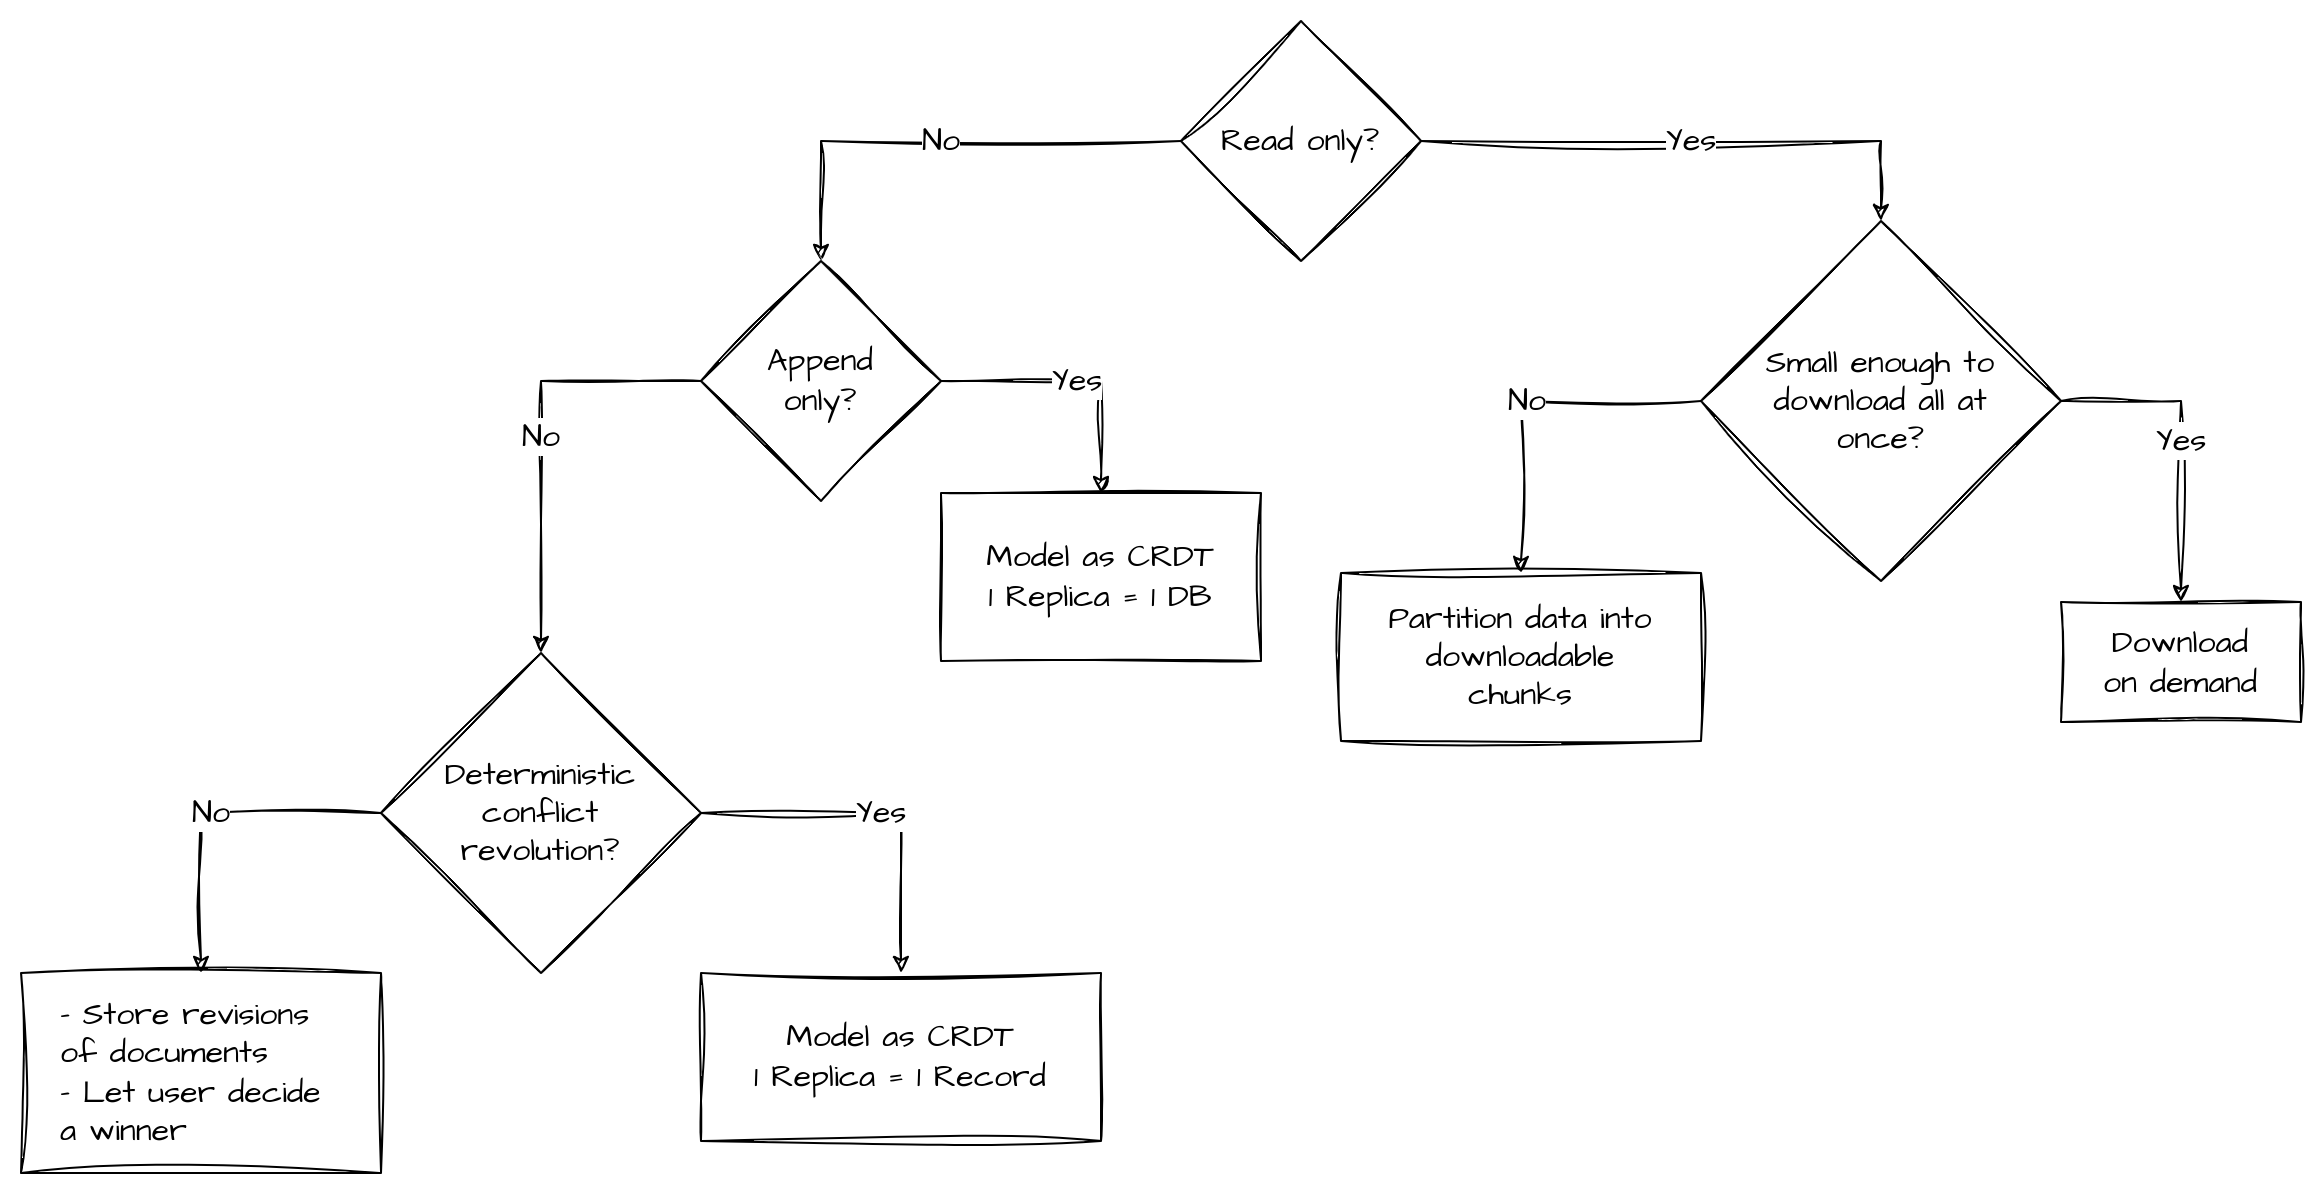 Read only?
No
Yes
Append
only?
No
Yes
Small enough to
download all at
once?
No
Yes
Model as CRDT
1 Replica = 1 DB
Partition data into
downloadable
chunks
Download
on demand
Deterministic
conflict
revolution?
No
Yes
- Store revisions
of documents
- Let user decide
a winner
Model as CRDT
1 Replica = 1 Record